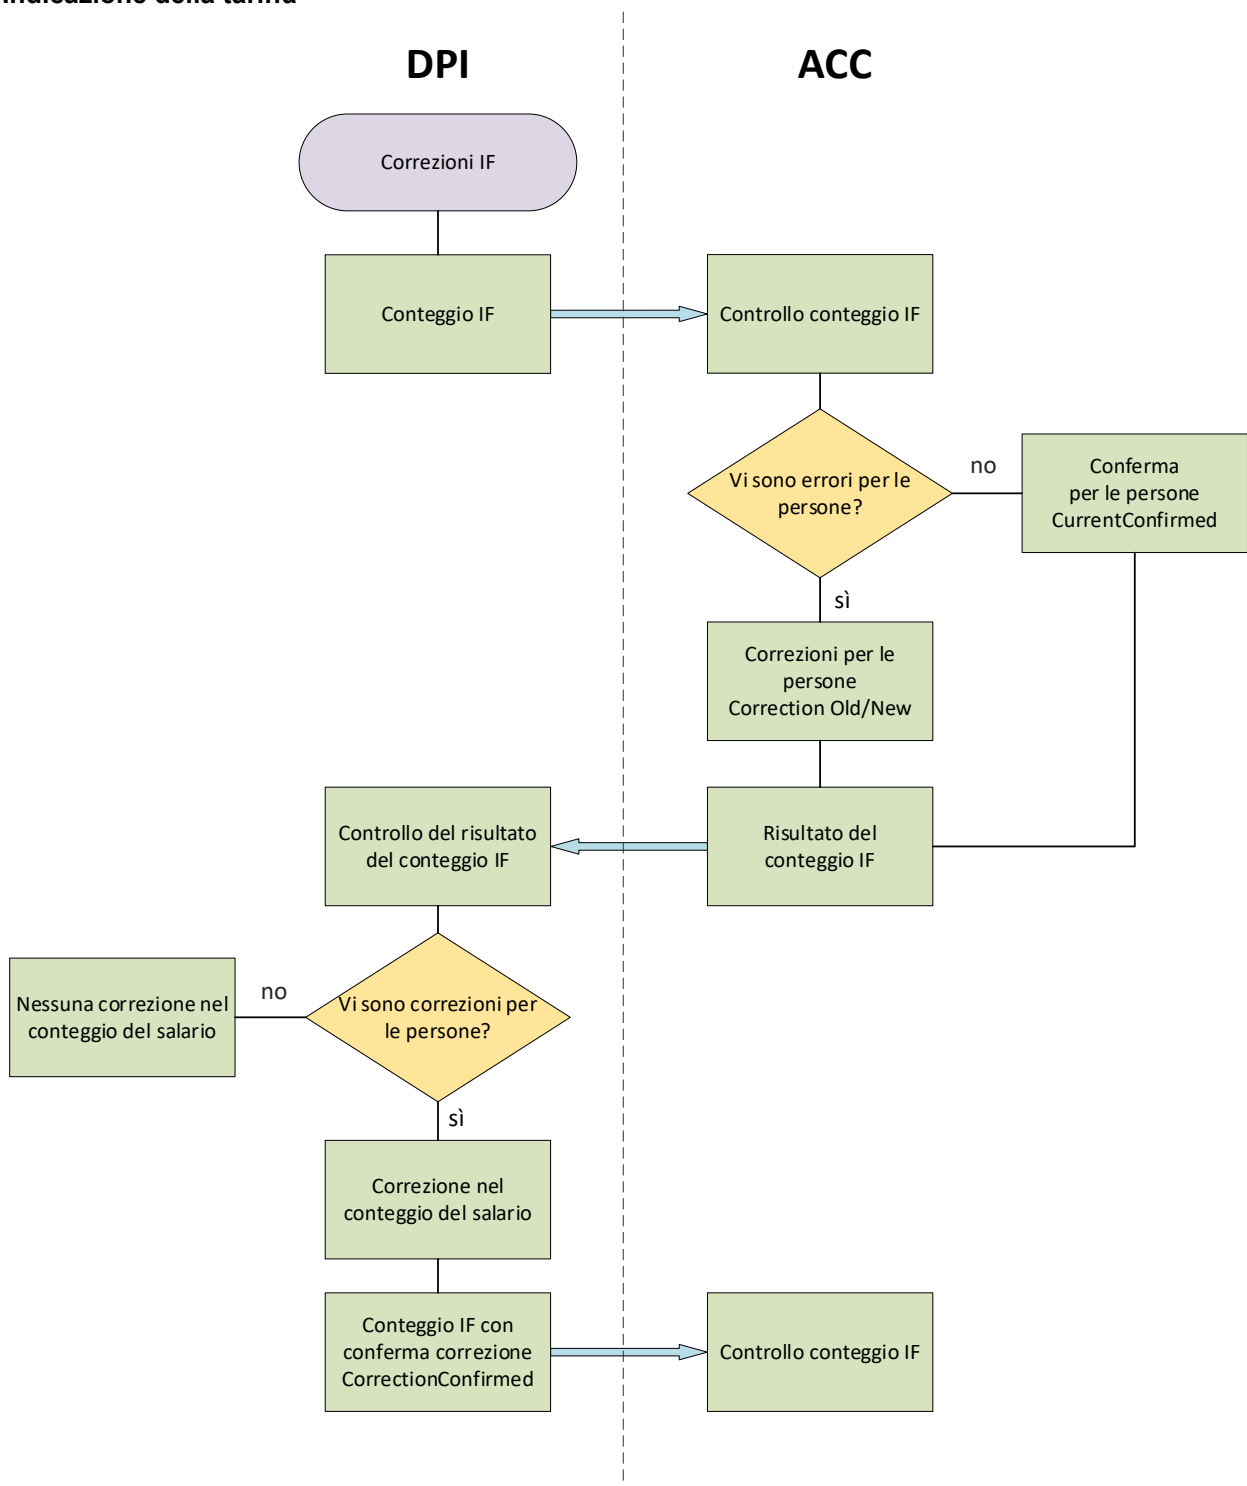 indicazione della tariffa
DPI
ACC
Correzioni IF
Conteggio IF
Controllo conteggio IF
Vi sono errori per le
persone?
no
Conferma
per le persone
CurrentConfirmed
sì
Correzioni per le
persone
Correction Old/New
Controllo del risultato
del conteggio IF
Risultato del
conteggio IF
Nessuna correzione nel
conteggio del salario
no
Vi sono correzioni per
le persone?
sì
Correzione nel
conteggio del salario
Conteggio IF con
conferma correzione
CorrectionConfirmed
Controllo conteggio IF